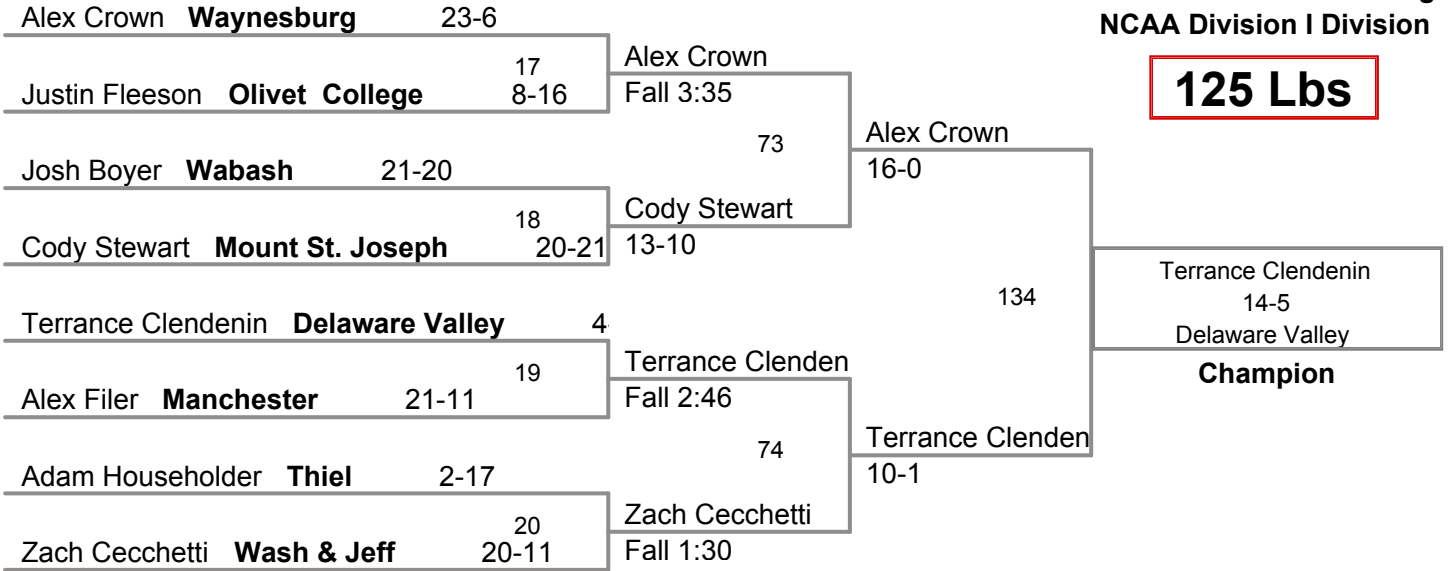 Alex Crown Waynesburg 23-6
NCAA Division I Division
17
Alex Crown
Justin Fleeson Olivet College 8-16
Fall 3:35
125 Lbs
73
Alex Crown
Josh Boyer Wabash 21-20
16-0
18
Cody Stewart
Cody Stewart Mount St. Joseph 20-21
13-10
Terrance Clendenin
14-5
Delaware Valley
Champion
134
Terrance Clendenin Delaware Valley 4
19
Terrance Clenden
Alex Filer Manchester 21-11
Fall 2:46
74
Terrance Clenden
Adam Householder Thiel 2-17
10-1
20
Zach Cecchetti
Zach Cecchetti Wash & Jeff 20-11
Fall 1:30